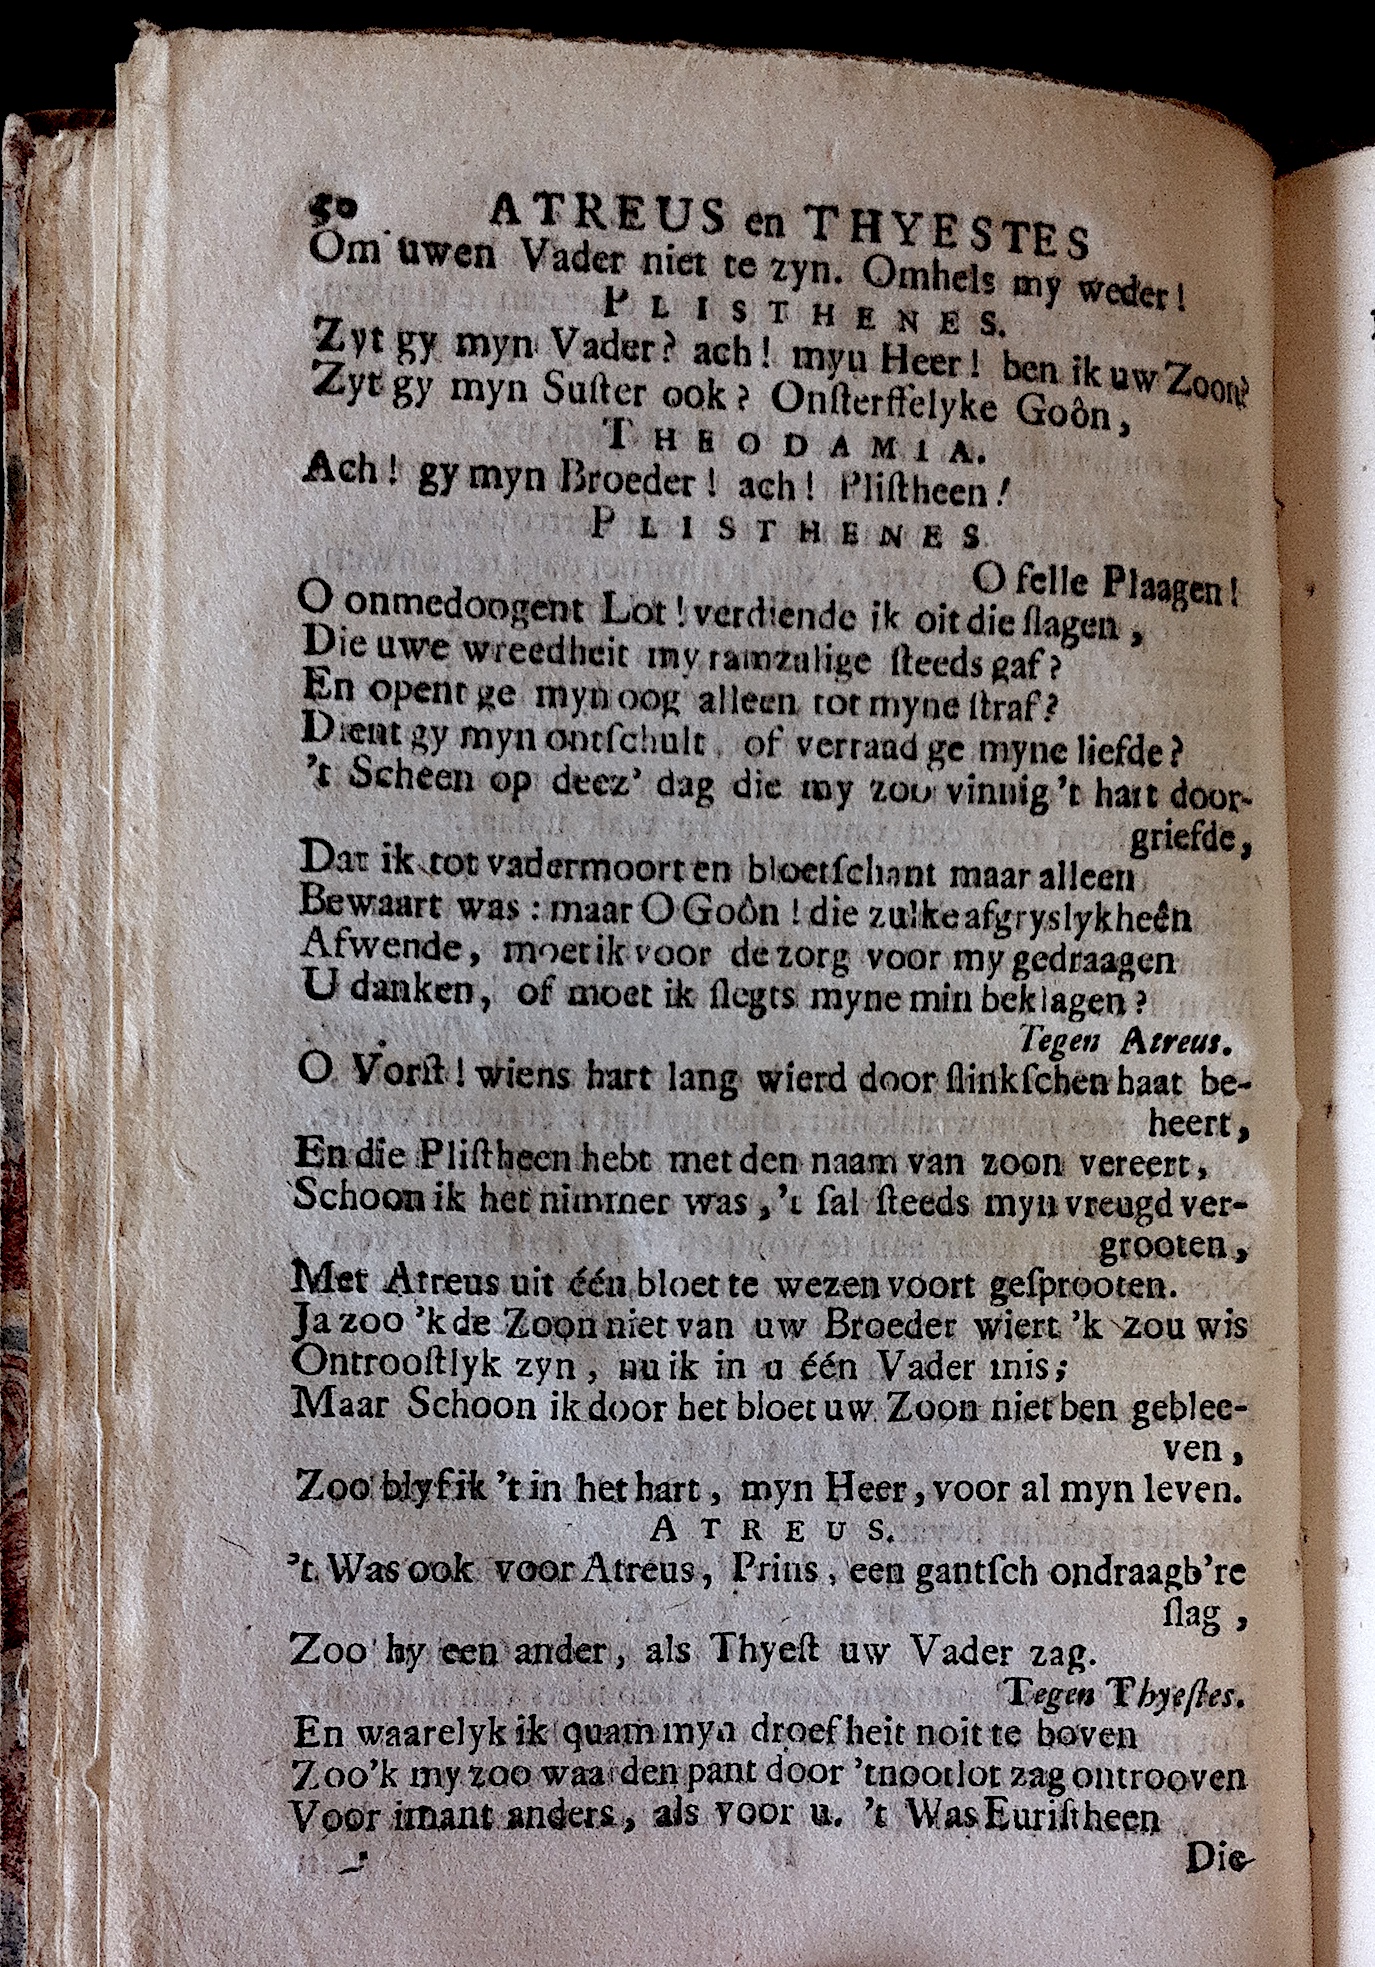 50 ATREUS en THYESTES
Om uwen Vader niet te zyn. Omhels my weder!
PLISTHENES.
Zyt gy myn Vader? ach! myn Heer! ben ik uw Zoon?
Zyt gy myn Suſter ook? Onſterffelyke Goôn,
THEODAMIA.
Ach! gy myn Broeder! ach! Pliſtheen!
PLISTHENES
O felle Plaagen!
O onmedoogent Lot! verdiende ik oit die ſlagen,
Die uwe wreedheit my ramzalige ſteeds gaf?
En opent ge myn oog alleen tot myne ſtraf?
Dient gy myn ontſchult, of verraad ge myne liefde?
't Scheen op deez' dag die my zou vinnig 't hart door-
griefde,
Dat ik tot vadermoort en bloetſchant maar alleen
Bewaart was: maar O Goôn! die zulke afgryslykheên
Afwende, moet ik voor de zorg voor my gedraagen
U danken, of moet ik ſlegts myne min beklagen?
Tegen Atreus.
O Vorſt! wiens hart lang wierd door ſlinkſchen haat be-
heert,
En die Pliſtheen hebt met den naam van zoon vereert,
Schoon ik het nimmer was, 't ſal ſteeds myn vreugd ver-
grooten,
Met Atreus uit één bloet te wezen voort geſprooten.
Ja zoo 'k de Zoon niet van uw Broeder wiert 'k zou wis
Ontrooſtlyk zyn, nu ik in u één Vader mis;
Maar Schoon ik door het bloet uw Zoon niet ben geblee-
ven,
Zoo blyf ik 't in het hart, myn Heer, voor al myn leven.
ATREUS.
't Was ook voor Atreus, Prins, een gantſch ondraagb're
ſlag,
Zoo hy een ander, als Thyeſt uw Vader zag.
Tegen Thyeſtes.
En waarelyk ik quam myn droefheit noit te boven
Zoo'k my zoo waarden pant door 'tnootlot zag ontrooven
Voor imant anders, als voor u. 't Was Euriſtheen
Die